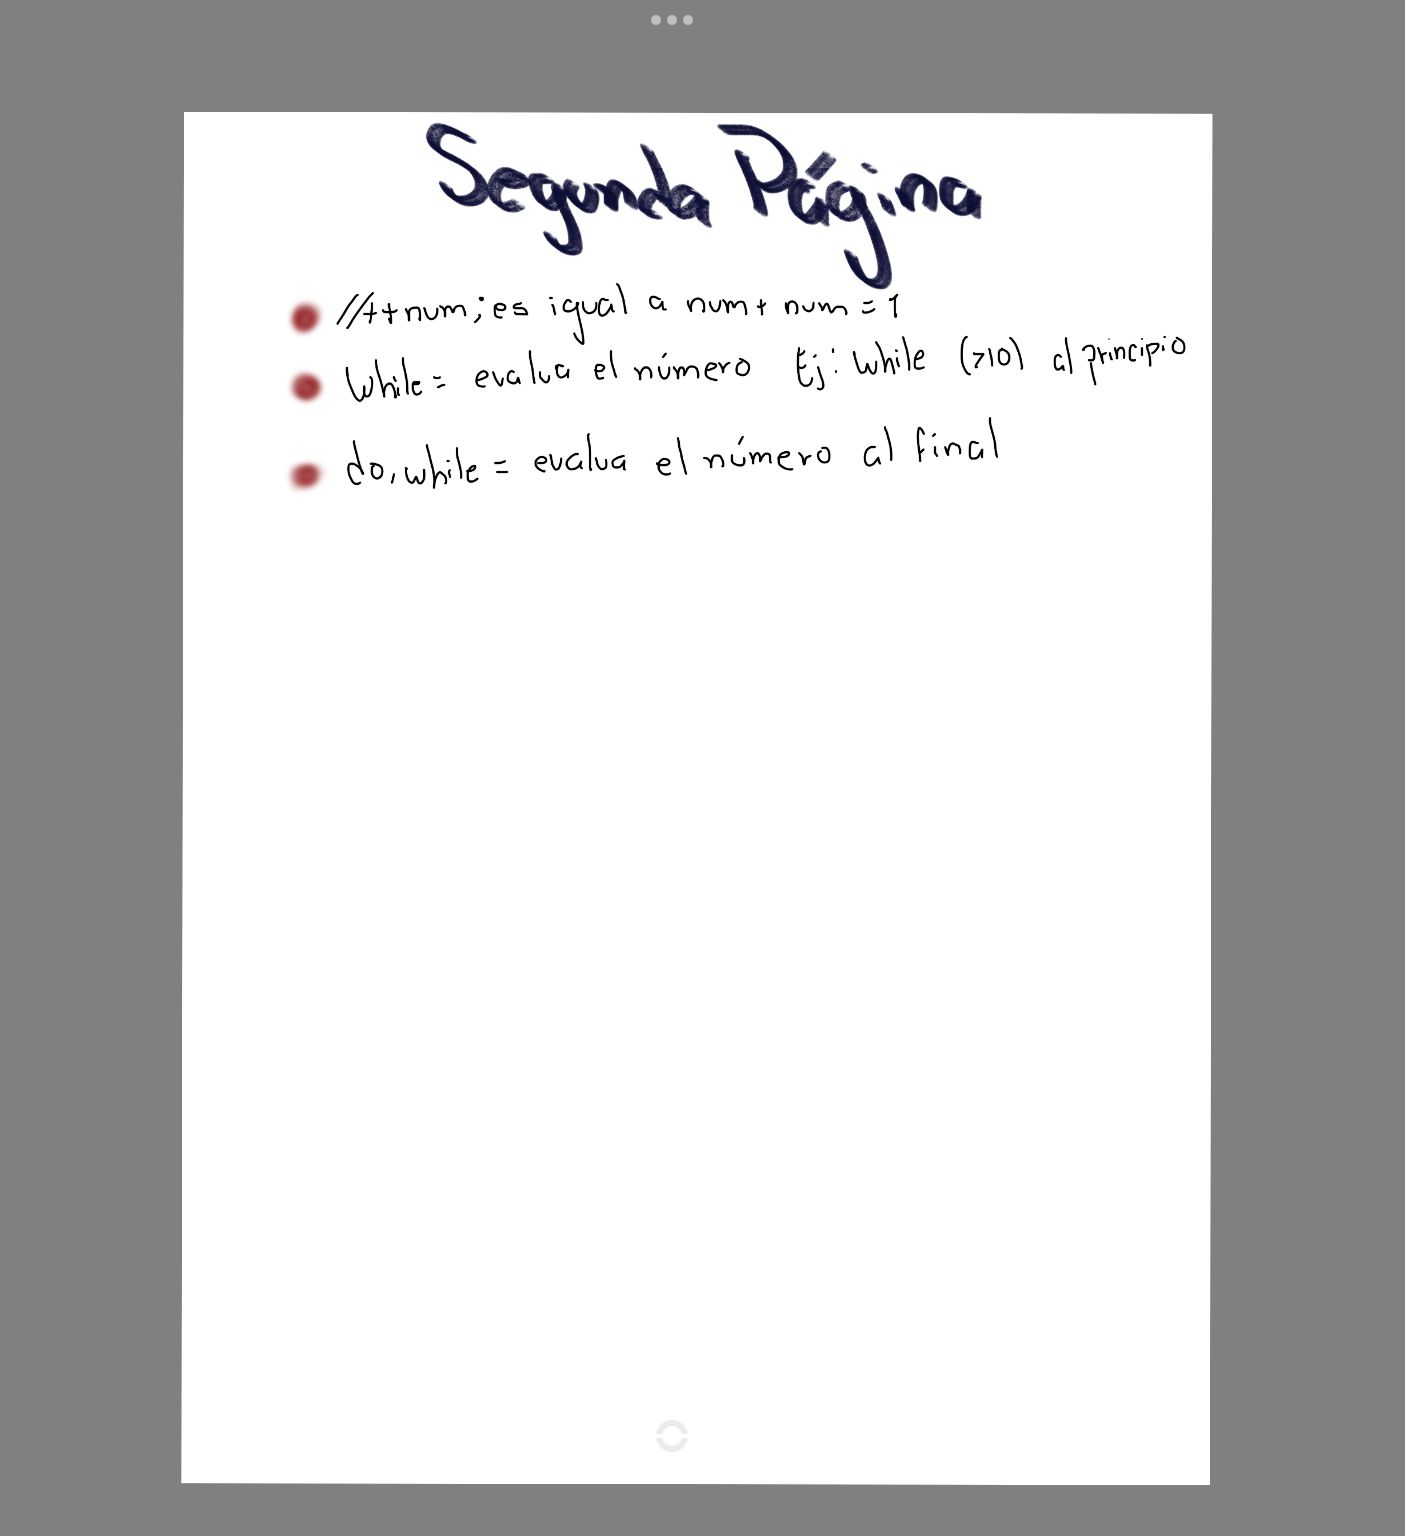 Segunda Página
//++num; es igual a num+ num = 1
While = evalua el número Ej: While (>10) al principio
do, while = evalua el número al final